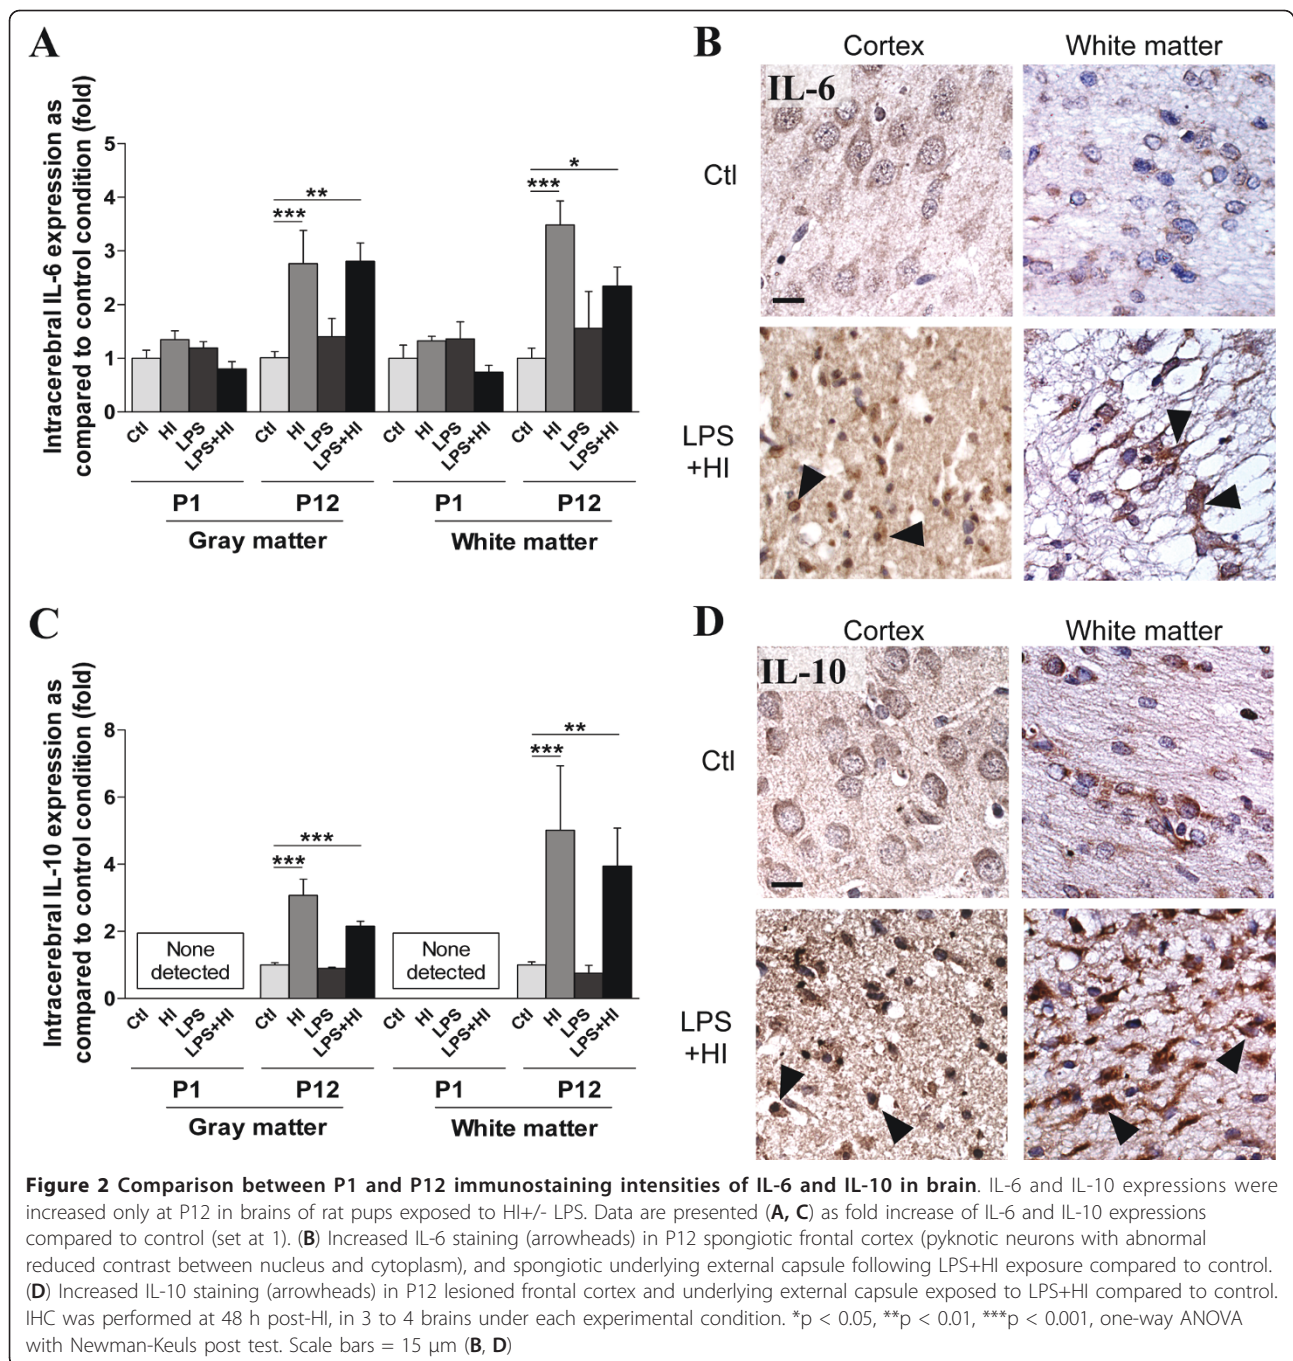 A
Intracerebral IL-6 expression as
compared to control condition (fold)
5
4
3
2
1
0
***
**
***
*
Ctl HI LPS LPS+HI Ctl HI LPS LPS+HI Ctl HI LPS LPS+HI Ctl HI LPS LPS+HI
P1 P12 P1 P12
Gray matter White matter
B
Cortex White matter
IL-6
Ctl
LPS
+HI
C
Intracerebral IL-10 expression as
compared to control condition (fold)
8
6
4
2
0
None
detected
***
***
None
detected
***
**
Ctl HI LPS LPS+HI Ctl HI LPS LPS+HI Ctl HI LPS LPS+HI Ctl HI LPS LPS+HI
P1 P12 P1 P12
Gray matter White matter
D
Cortex White matter
IL-10
Ctl
LPS
+HI
Figure 2 Comparison between P1 and P12 immunostaining intensities of IL-6 and IL-10 in brain. IL-6 and IL-10 expressions were
increased only at P12 in brains of rat pups exposed to HI+/- LPS. Data are presented (A, C) as fold increase of IL-6 and IL-10 expressions
compared to control (set at 1). (B) Increased IL-6 staining (arrowheads) in P12 spongiotic frontal cortex (pyknotic neurons with abnormal
reduced contrast between nucleus and cytoplasm), and spongiotic underlying external capsule following LPS+HI exposure compared to control.
(D) Increased IL-10 staining (arrowheads) in P12 lesioned frontal cortex and underlying external capsule exposed to LPS+HI compared to control.
IHC was performed at 48 h post-HI, in 3 to 4 brains under each experimental condition. *p < 0.05, **p < 0.01, ***p < 0.001, one-way ANOVA
with Newman-Keuls post test. Scale bars = 15 μm (B, D)